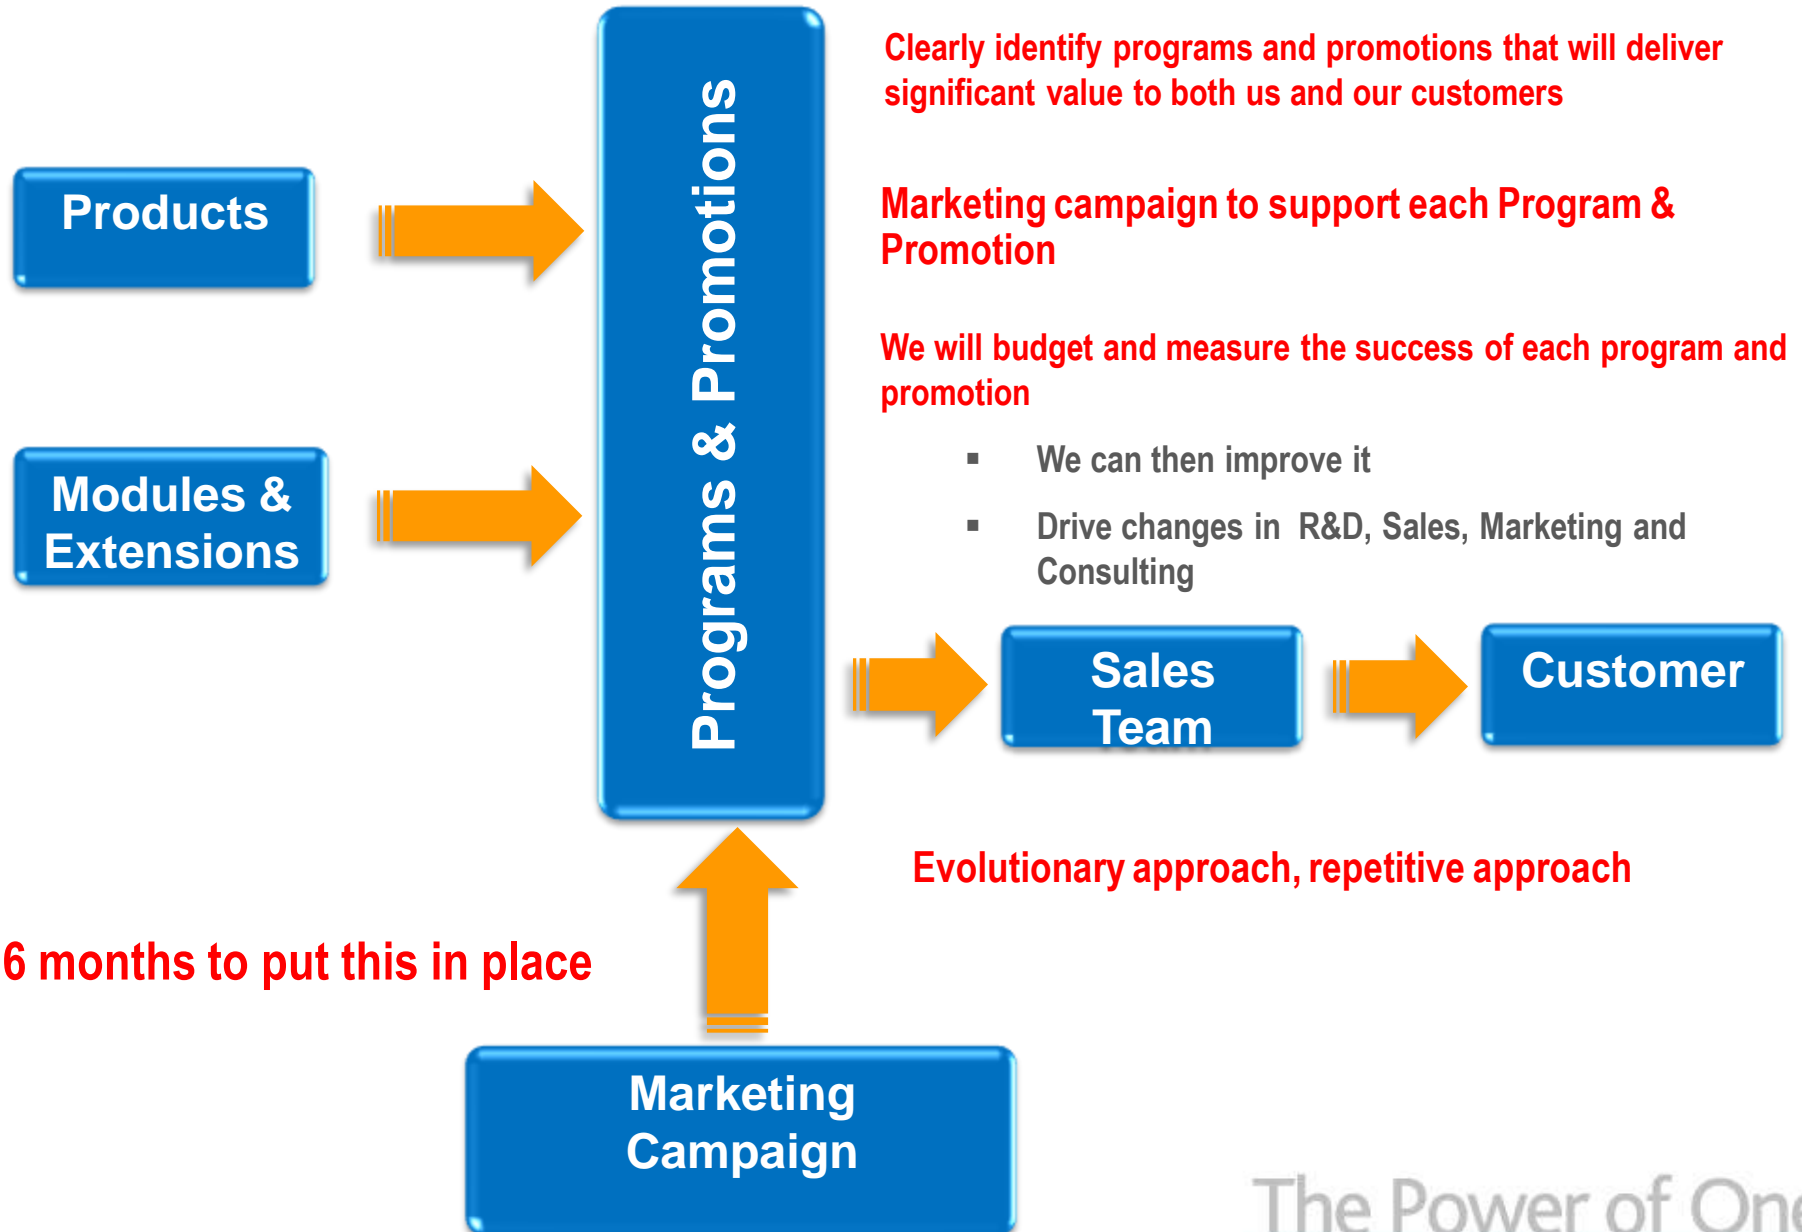 Clearly identify programs and promotions that will deliver
significant value to both us and our customers
Products
Programs & Promotions
Marketing campaign to support each Program &
Promotion
We will budget and measure the success of each program and
promotion
▪ We can then improve it
▪ Drive changes in R&D, Sales, Marketing and
Consulting
Modules &
Extensions
Sales
Team
Customer
Evolutionary approach, repetitive approach
6 months to put this in place
Marketing
Campaign
The Power of One